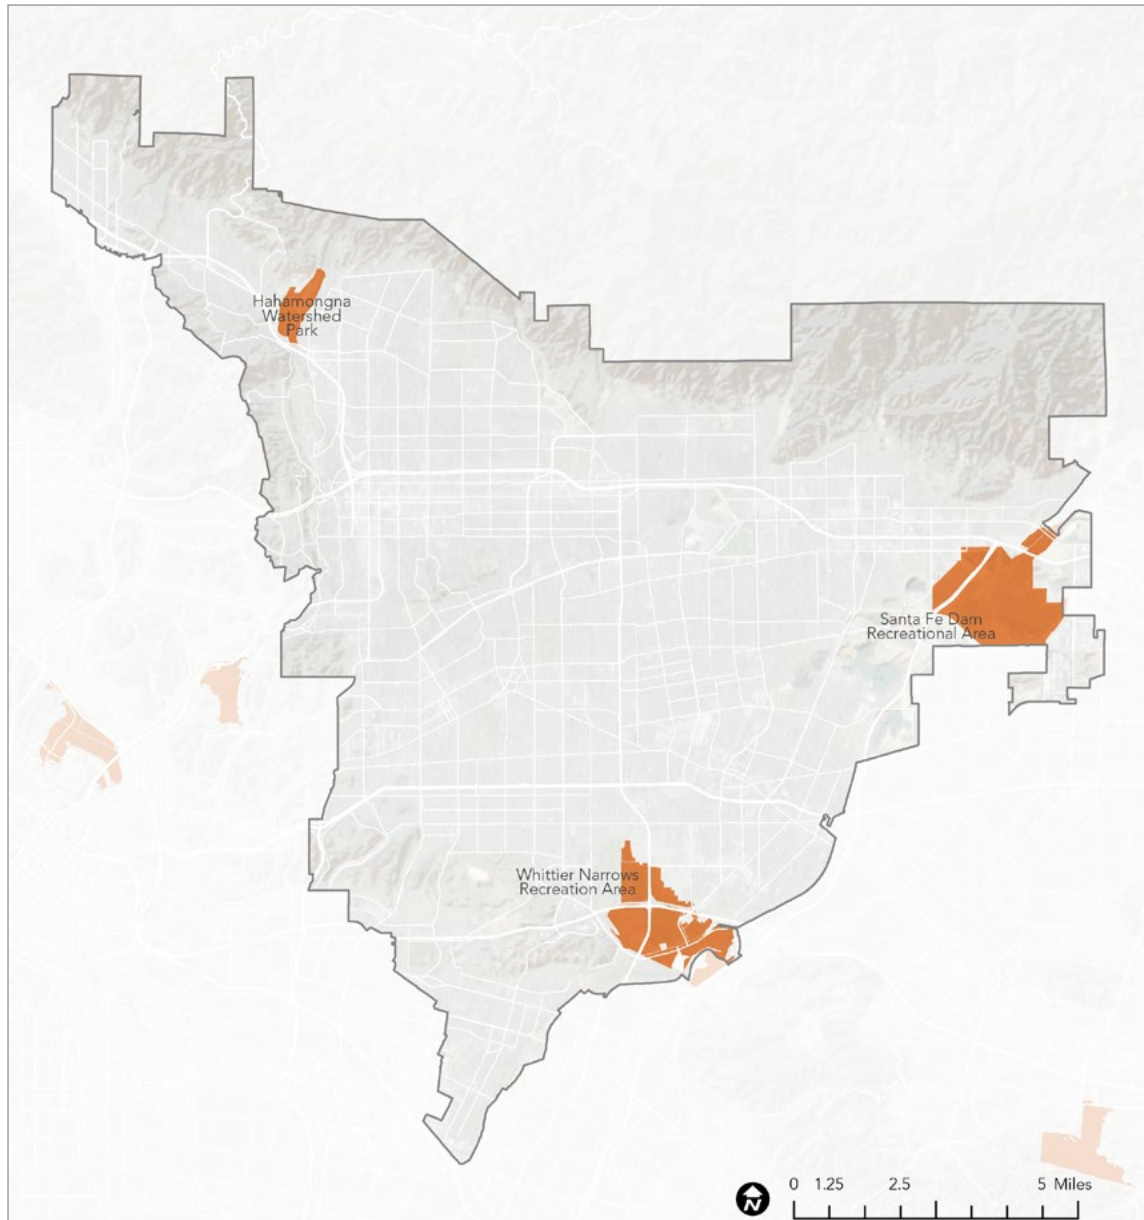 Hahamongna
Watershed
Park
Santa Fe Dam
Recreational Area
Whittier Narrows
Recreation Area
N
0 1.25 2.5 5 Miles